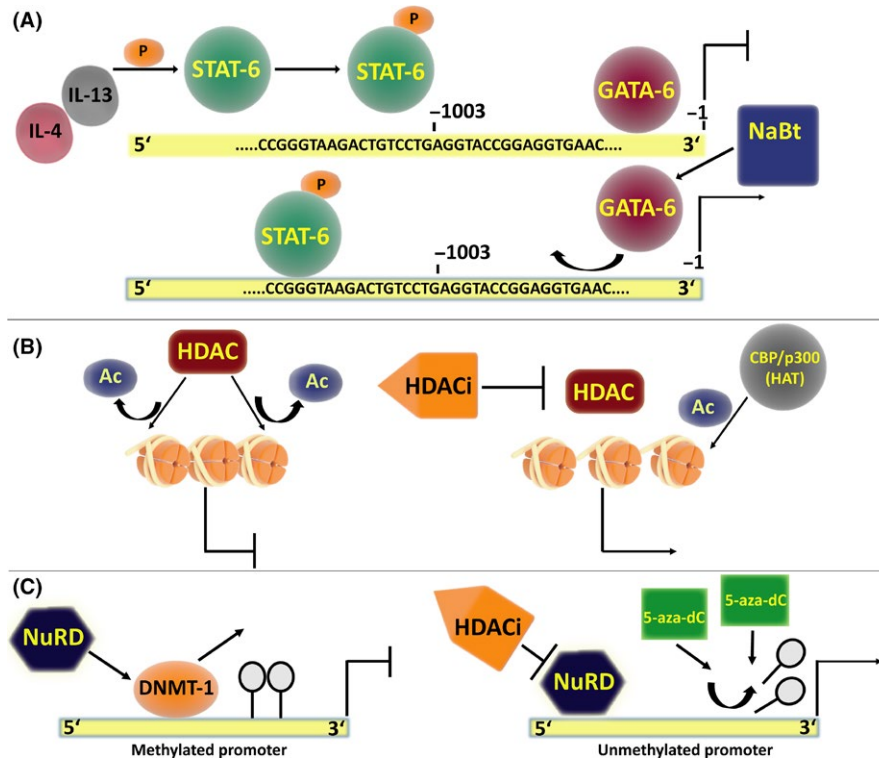 (A)
P
P
STAT-6
STAT-6
GATA-6
IL-13
IL-4
–1003
–1
NaBt
5‘
.....CCGGGTAAGACTGTCCTGAGGTACCGGAGGTGAAC....
3‘
P
STAT-6
GATA-6
–1003
–1
5‘
.....CCGGGTAAGACTGTCCTGAGGTACCGGAGGTGAAC....
3‘
(B)
HDAC
Ac
Ac
HDACi
HDAC
Ac
CBP/p300
(HAT)
(C)
NuRD
DNMT-1
5‘
3‘
Methylated promoter
HDACi
NuRD
5-aza-dC
5-aza-dC
5‘
3‘
Unmethylated promoter